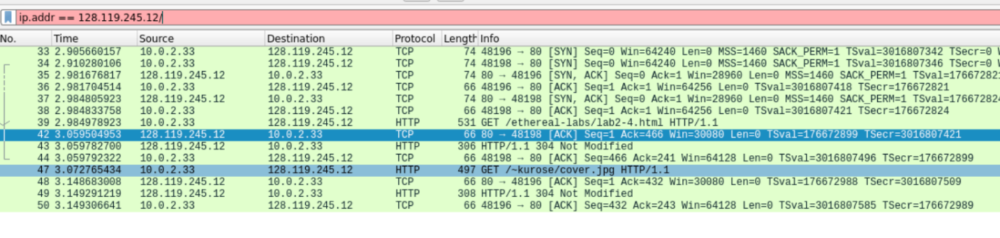 ip.addr == 128.119.245.12/
No. Time Source Destination Protocol Length Info
33 2.905660157 10.0.2.33 128.119.245.12 TCP 74 48196 → 80 [SYN] Seq=0 Win=64240 Len=0 MSS=1460 SACK_PERM=1 TSval=3016807342 TSecr=0
34 2.910280106 10.0.2.33 128.119.245.12 TCP 74 48198 → 80 [SYN] Seq=0 Win=64240 Len=0 MSS=1460 SACK_PERM=1 TSval=3016807346 TSecr=0
35 2.981676817 128.119.245.12 10.0.2.33 TCP 74 80 → 48196 [SYN, ACK] Seq=0 Ack=1 Win=28960 Len=0 MSS=1460 SACK_PERM=1 TSval=176672821
36 2.981704514 10.0.2.33 128.119.245.12 TCP 66 48196 → 80 [ACK] Seq=1 Ack=1 Win=64256 Len=0 TSval=3016807418 TSecr=176672821
37 2.984805923 128.119.245.12 10.0.2.33 TCP 74 80 → 48198 [SYN, ACK] Seq=0 Ack=1 Win=28960 Len=0 MSS=1460 SACK_PERM=1 TSval=176672824
38 2.984833758 10.0.2.33 128.119.245.12 TCP 66 48198 → 80 [ACK] Seq=1 Ack=1 Win=64256 Len=0 TSval=3016807421 TSecr=176672824
39 2.984978923 10.0.2.33 128.119.245.12 HTTP 531 GET /ethereal-labs/lab2-4.html HTTP/1.1
42 3.059504953 128.119.245.12 10.0.2.33 TCP 66 80 → 48198 [ACK] Seq=1 Ack=466 Win=30080 Len=0 TSval=176672899 TSecr=3016807421
43 3.059782700 128.119.245.12 10.0.2.33 HTTP 306 HTTP/1.1 304 Not Modified
44 3.059792322 10.0.2.33 128.119.245.12 TCP 66 48198 → 80 [ACK] Seq=466 Ack=241 Win=64128 Len=0 TSval=3016807496 TSecr=176672899
47 3.072765434 10.0.2.33 128.119.245.12 HTTP 497 GET /~kurose/cover.jpg HTTP/1.1
48 3.148683008 128.119.245.12 10.0.2.33 TCP 66 80 → 48196 [ACK] Seq=1 Ack=432 Win=30080 Len=0 TSval=176672988 TSecr=3016807509
49 3.149291219 128.119.245.12 10.0.2.33 HTTP 308 HTTP/1.1 304 Not Modified
50 3.149306641 10.0.2.33 128.119.245.12 TCP 66 48196 → 80 [ACK] Seq=432 Ack=243 Win=64128 Len=0 TSval=3016807585 TSecr=176672989